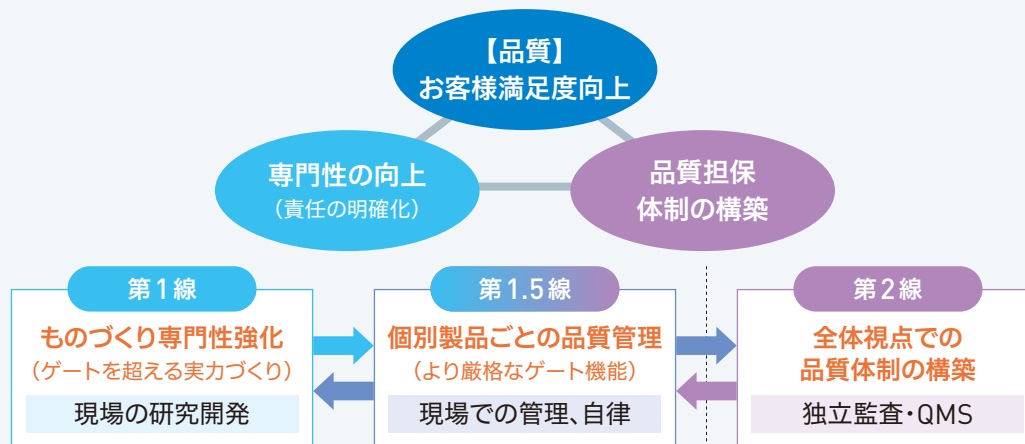 【品質】
お客様満足度向上
専門性の向上
（責任の明確化）
品質担保
体制の構築
第1線
ものづくり専門性強化
（ゲートを超える実力づくり）
現場の研究開発
第1.5線
個別製品ごとの品質管理
（より厳格なゲート機能）
現場での管理、自律
第2線
全体視点での
品質体制の構築
独立監査・QMS